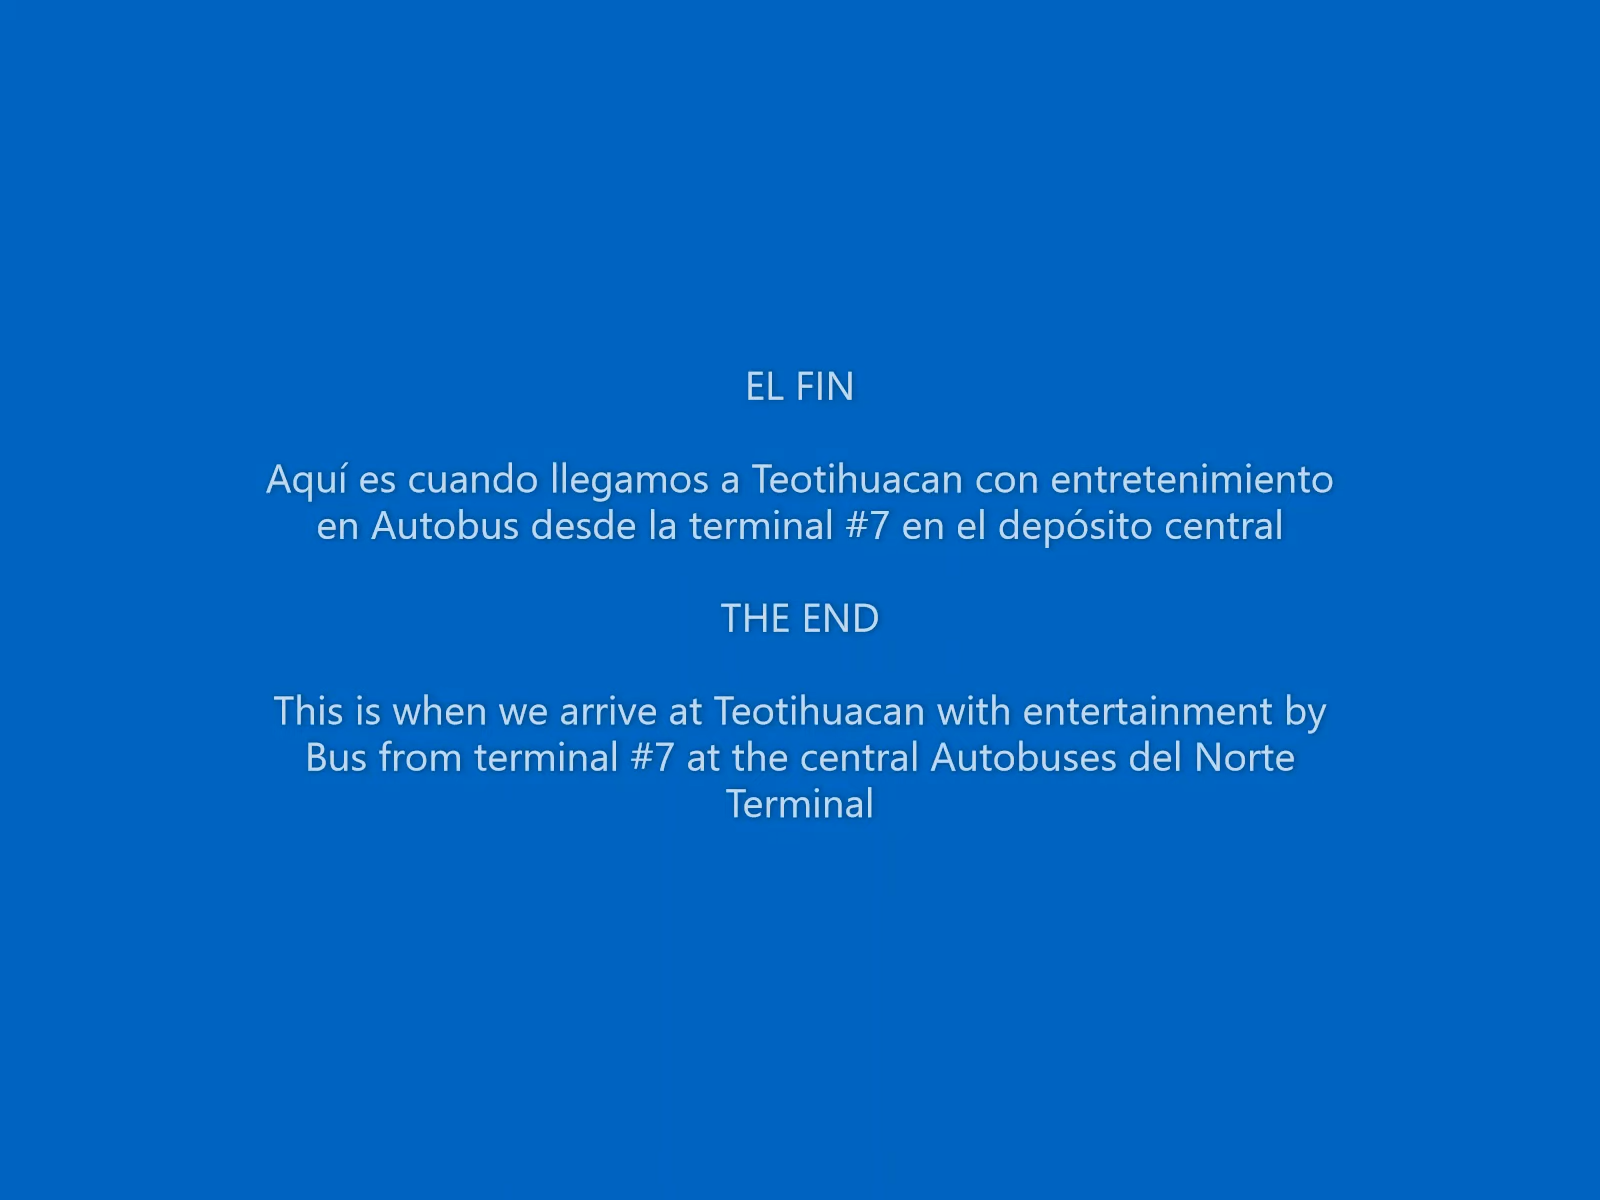 EL FIN
Aquí es cuando llegamos a Teotihuacan con entretenimiento
en Autobus desde la terminal #7 en el depósito central
THE END
This is when we arrive at Teotihuacan with entertainment by
Bus from terminal #7 at the central Autobuses del Norte
Terminal